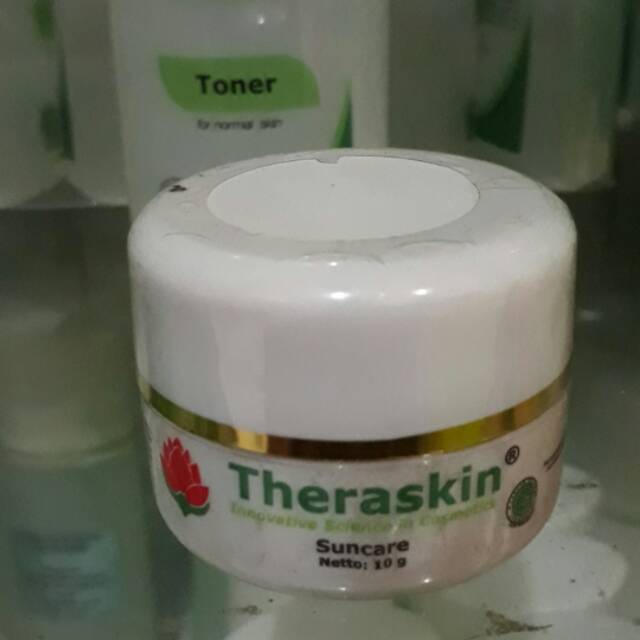 Toner
for normal skin
Theraskin®
Innovative Science in Cosmetics
Suncare
Netto: 10 g